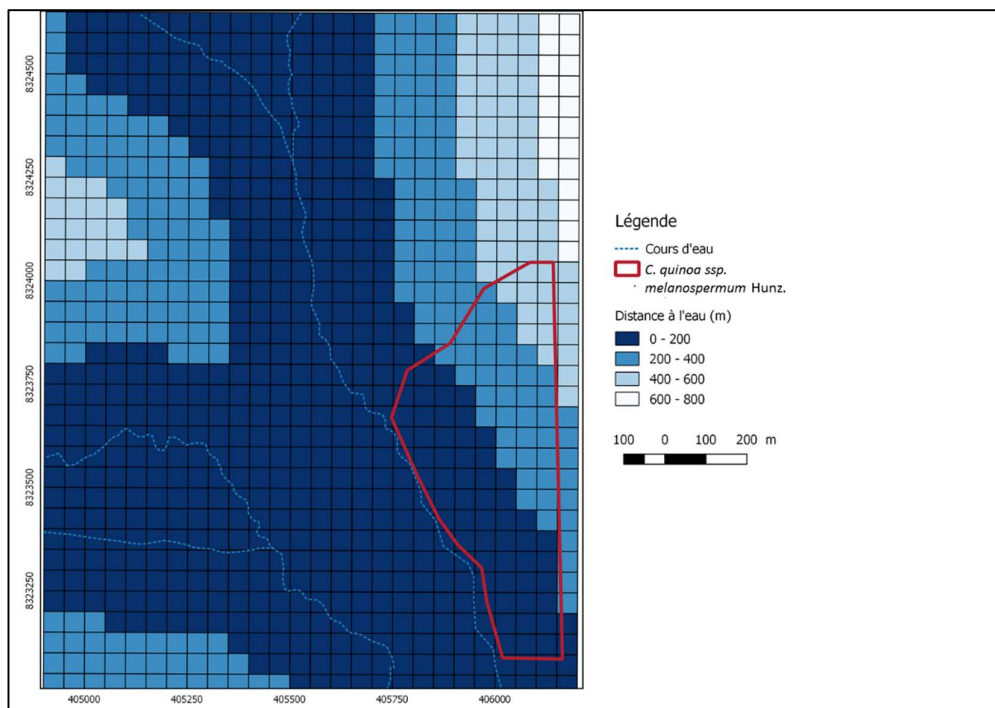 8324500
8324250
8324000
8323750
8323500
8323250
405000
405250
405500
405750
406000
Légende
Cours d'eau
C. quinoa ssp.
melanospermum Hunz.
Distance à l'eau (m)
0 - 200
200 - 400
400 - 600
600 - 800
100 0 100 200 m